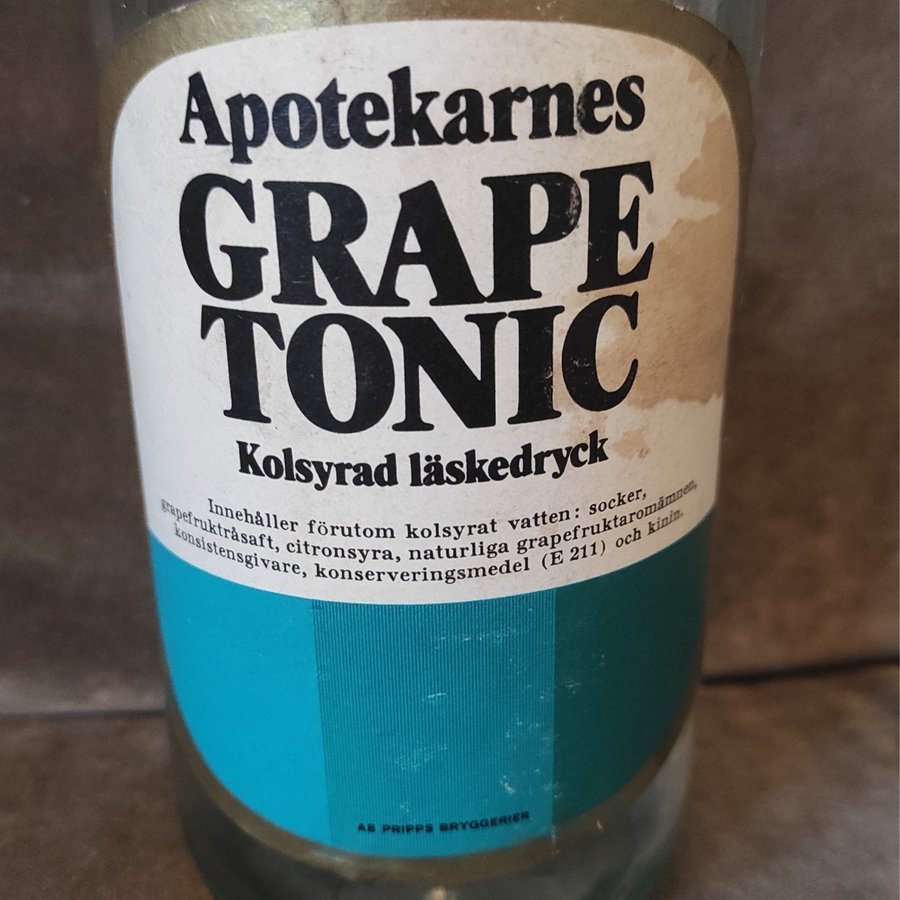 Apotekarnes
GRAPE
TONIC
Kolsyrad läskedryck
Innehåller förutom kolsyrat vatten: socker,
grapefruktråsaft, citronsyra, naturliga grapefruktaromämnen,
konsistensgivare, konserveringsmedel (E 211) och kinin.
AB PRIPPS BRYGGERIER